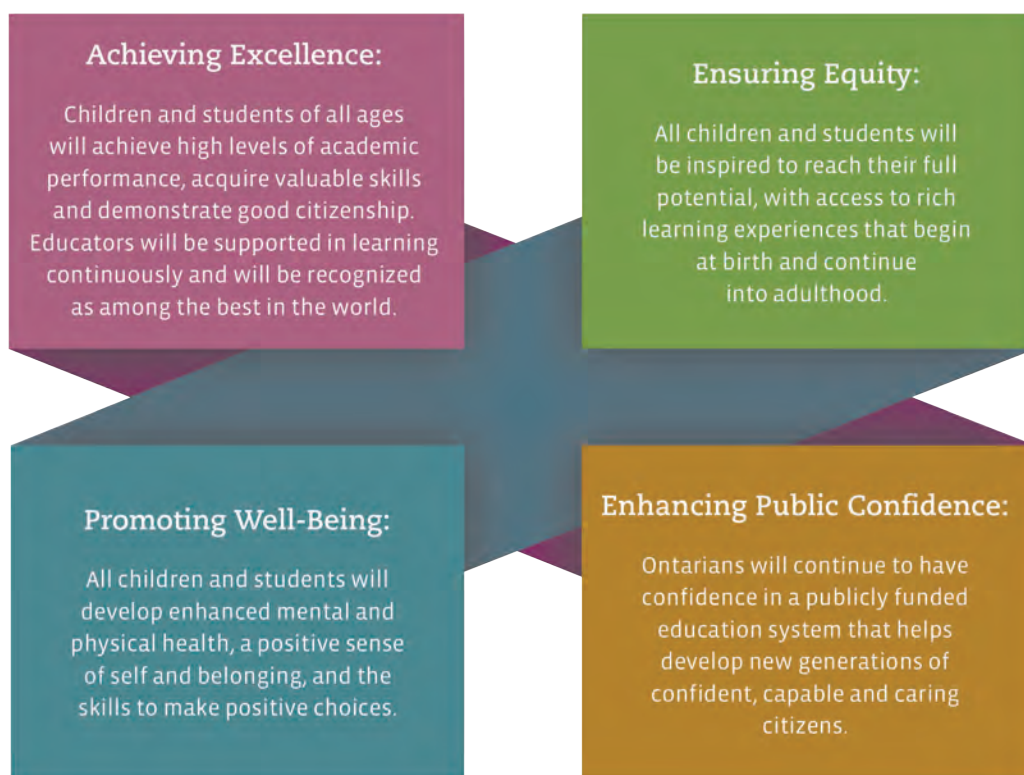 Achieving Excellence:
Children and students of all ages
will achieve high levels of academic
performance, acquire valuable skills
and demonstrate good citizenship.
Educators will be supported in learning
continuously and will be recognized
as among the best in the world.
Ensuring Equity:
All children and students will
be inspired to reach their full
potential, with access to rich
learning experiences that begin
at birth and continue
into adulthood.
Promoting Well-Being:
All children and students will
develop enhanced mental and
physical health, a positive sense
of self and belonging, and the
skills to make positive choices.
Enhancing Public Confidence:
Ontarians will continue to have
confidence in a publicly funded
education system that helps
develop new generations of
confident, capable and caring
citizens.